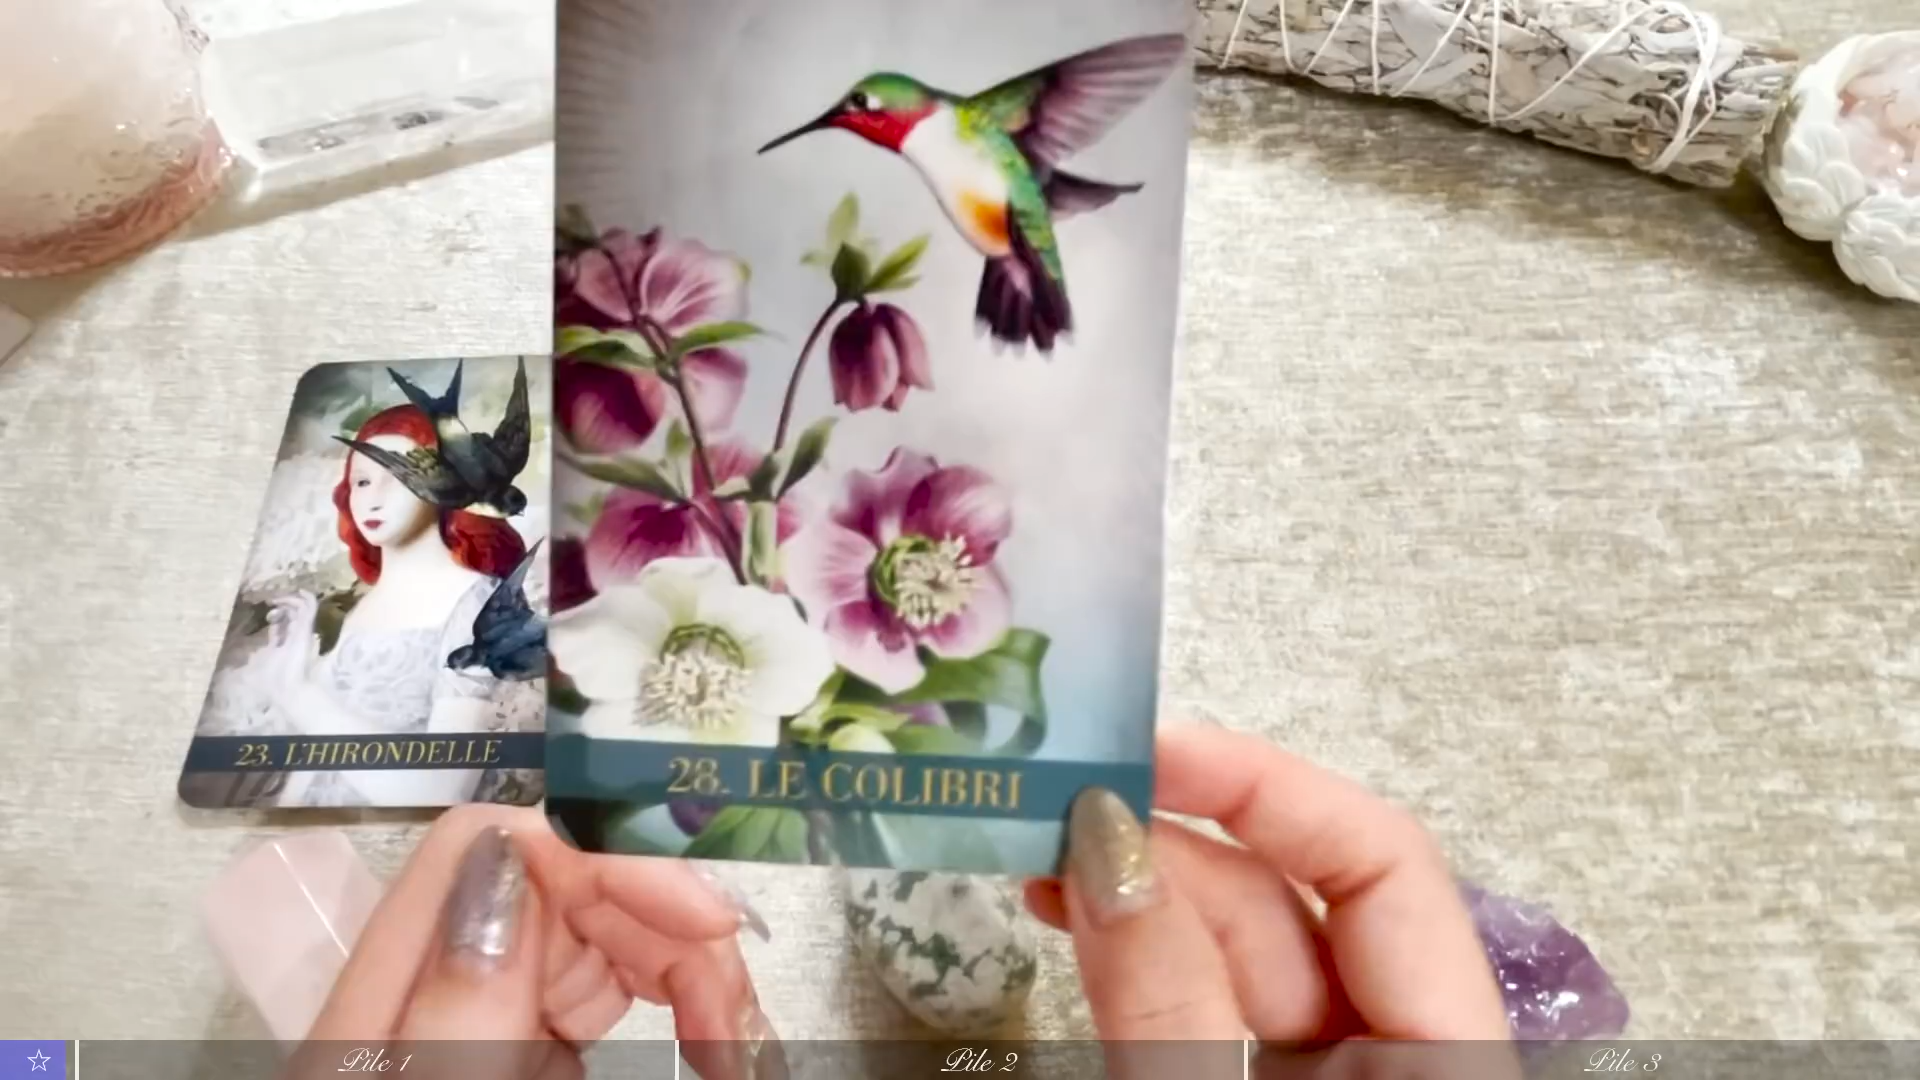 23. L'HIRONDELLE
28. LE COLIBRI
Pile 1
Pile 2
Pile 3